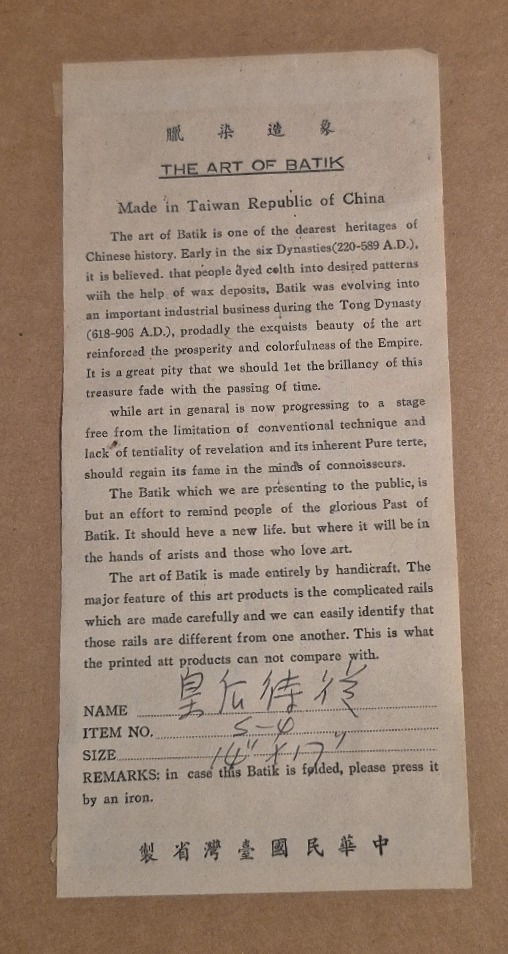 象造染臘
THE ART OF BATIK
Made in Taiwan Republic of China
The art of Batik is one of the dearest heritages of
Chinese history. Early in the six Dynasties(220-589 A.D.),
it is believed. that people dyed colth into desired patterns
wiih the help of wax deposits, Batik was evolving into
an important industrial business during the Tong Dynasty
(618-906 A.D.), prodadly the exquists beauty of the art
reinforced the prosperity and colorfulness of the Empire.
It is a great pity that we should let the brillancy of this
treasure fade with the passing of time.
while art in genaral is now progressing to a stage
free from the limitation of conventional technique and
lack of tentiality of revelation and its inherent Pure terte,
should regain its fame in the minds of connoisseurs.
The Batik which we are presenting to the public, is
but an effort to remind people of the glorious Past of
Batik. It should heve a new life. but where it will be in
the hands of arists and those who love art.
The art of Batik is made entirely by handicraft. The
major feature of this art products is the complicated rails
which are made carefully and we can easily identify that
those rails are different from one another. This is what
the printed att products can not compare with.
NAME 皇后侍從
ITEM NO. S-4
SIZE 14" X 17"
REMARKS: in case this Batik is folded, please press it
by an iron.
中華民國臺灣省製